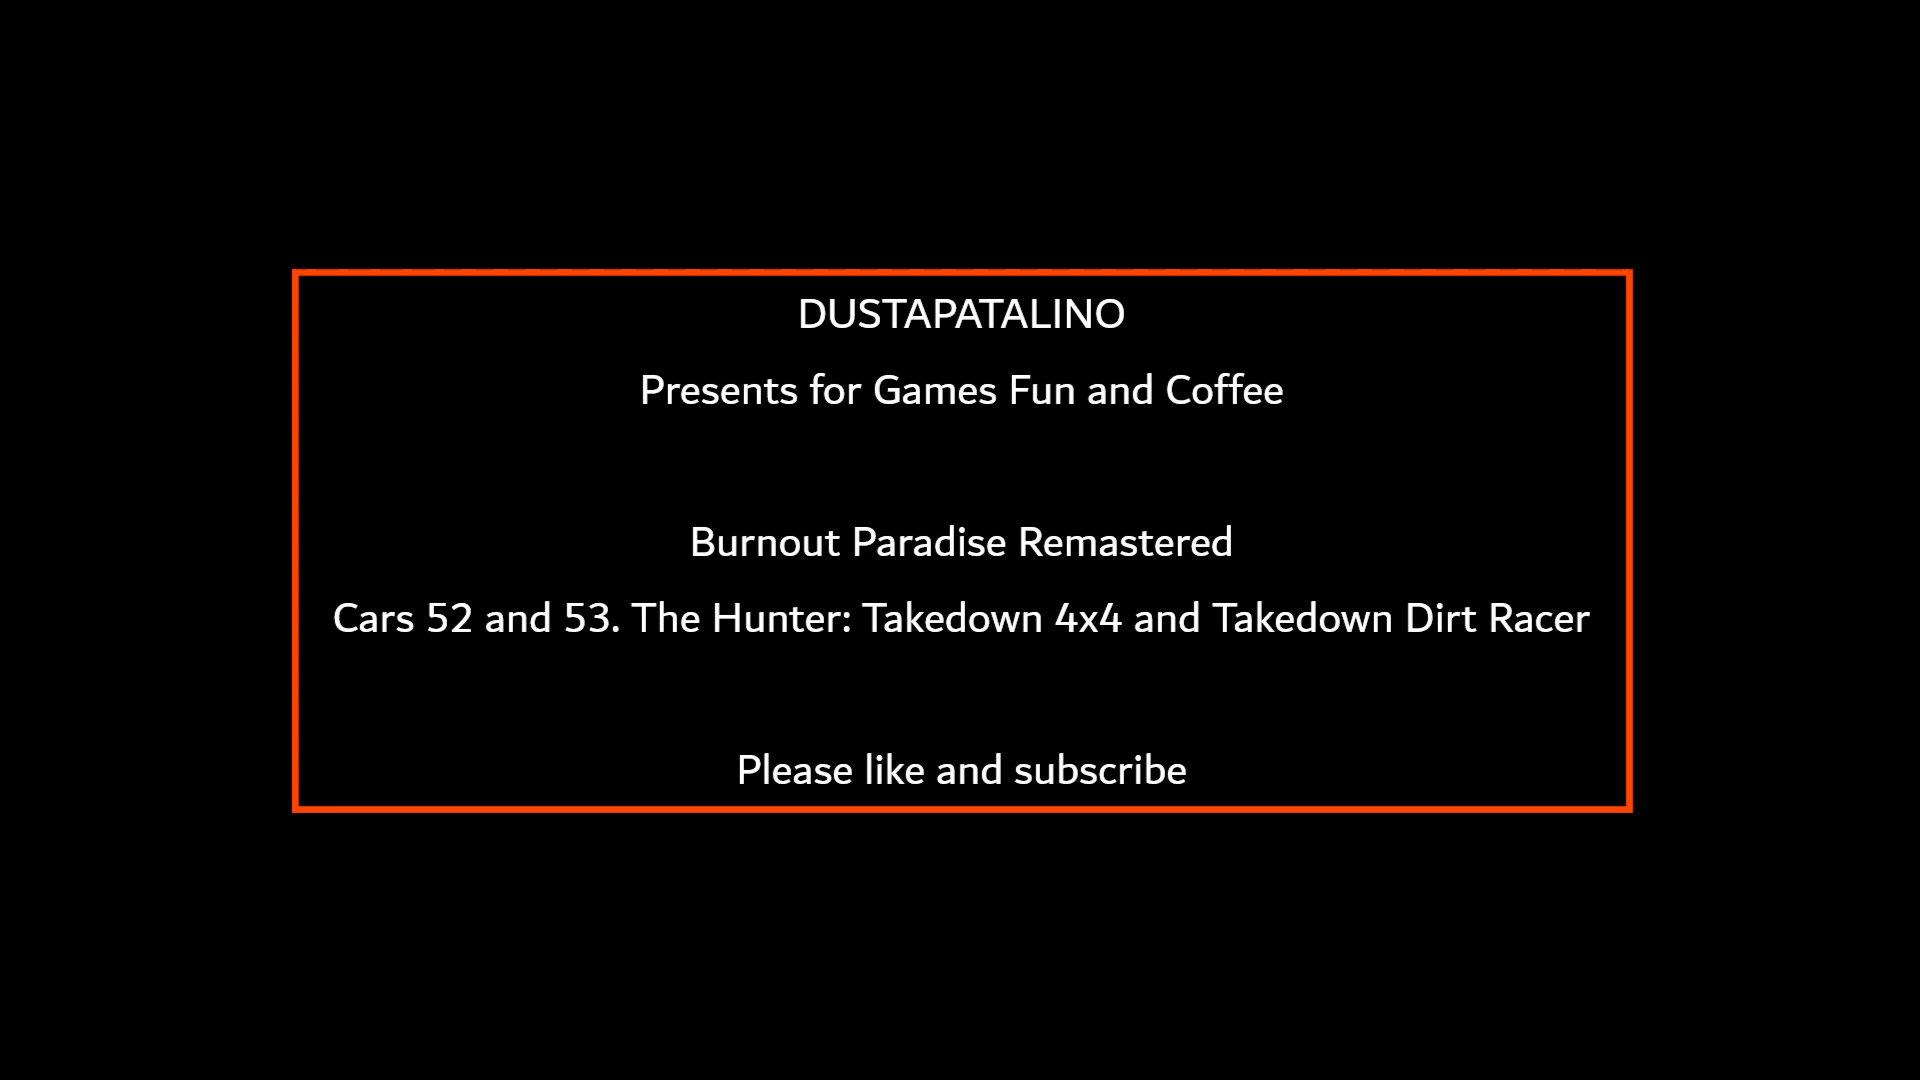 DUSTAPATALINO
Presents for Games Fun and Coffee
Burnout Paradise Remastered
Cars 52 and 53. The Hunter: Takedown 4x4 and Takedown Dirt Racer
Please like and subscribe